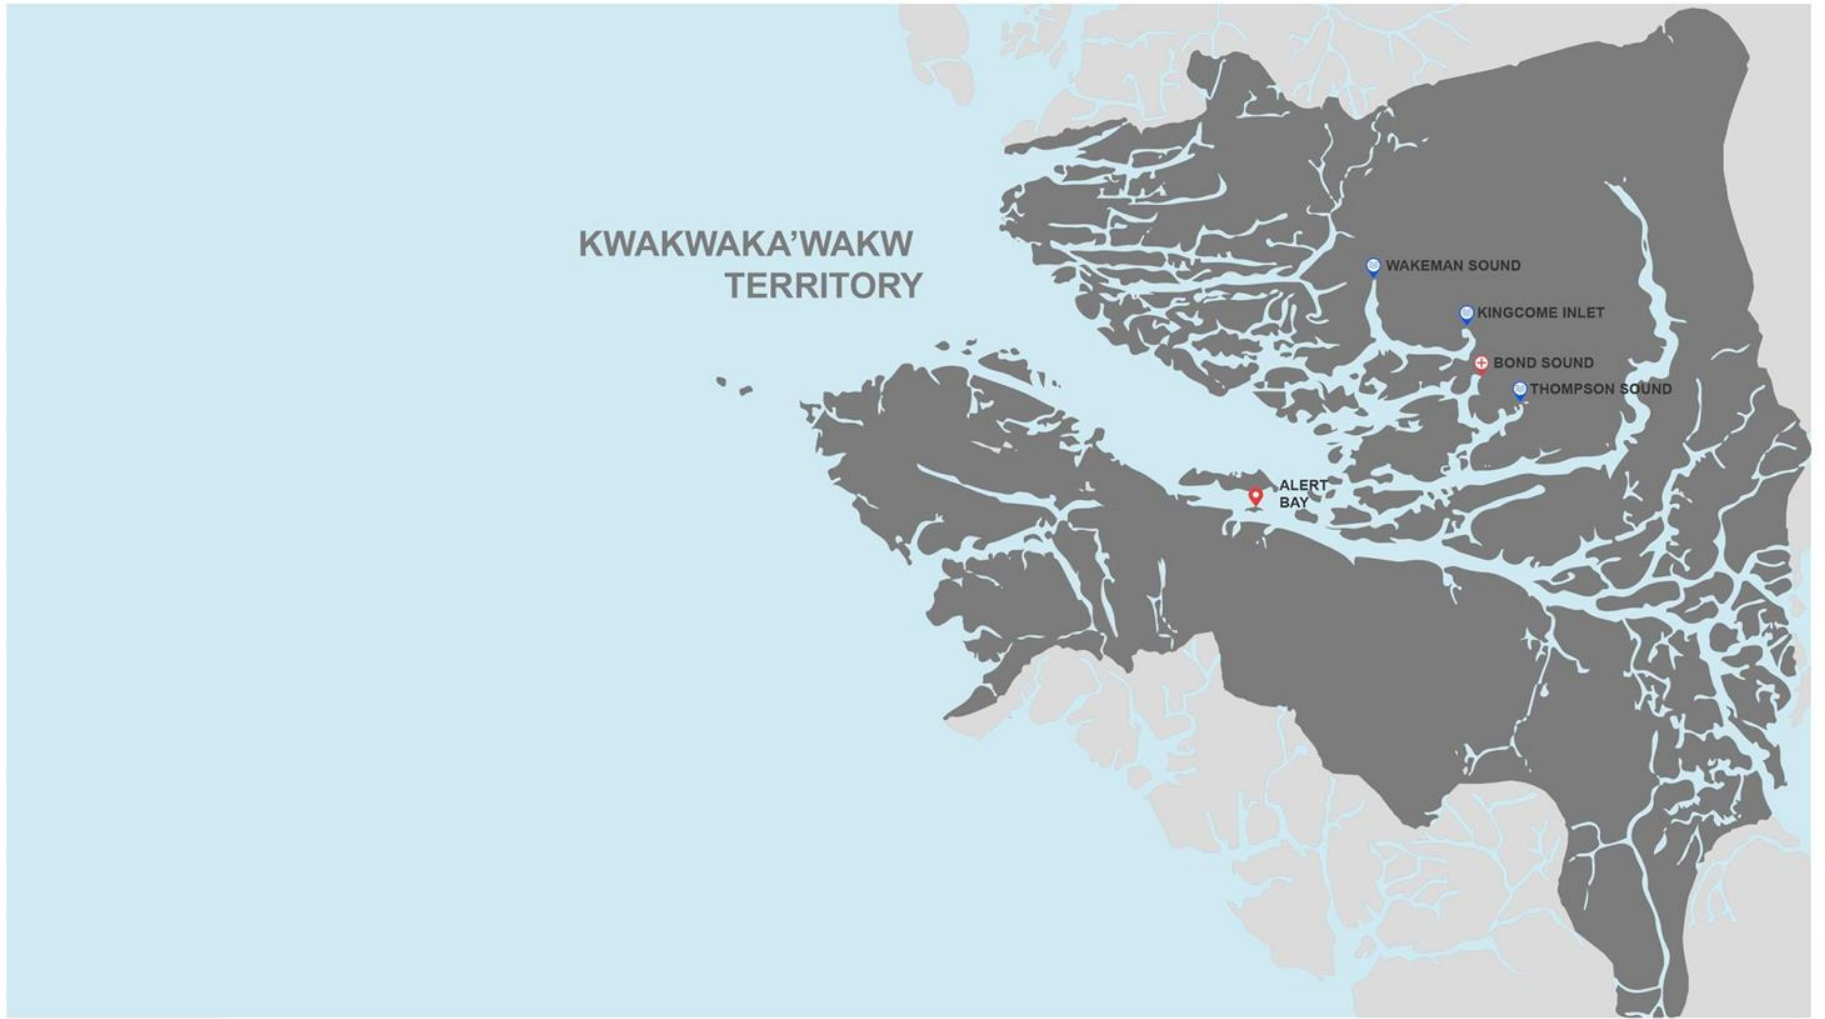 KWAKWAKA’WAKW
TERRITORY
WAKEMAN SOUND
KINGCOME INLET
BOND SOUND
THOMPSON SOUND
ALERT
BAY